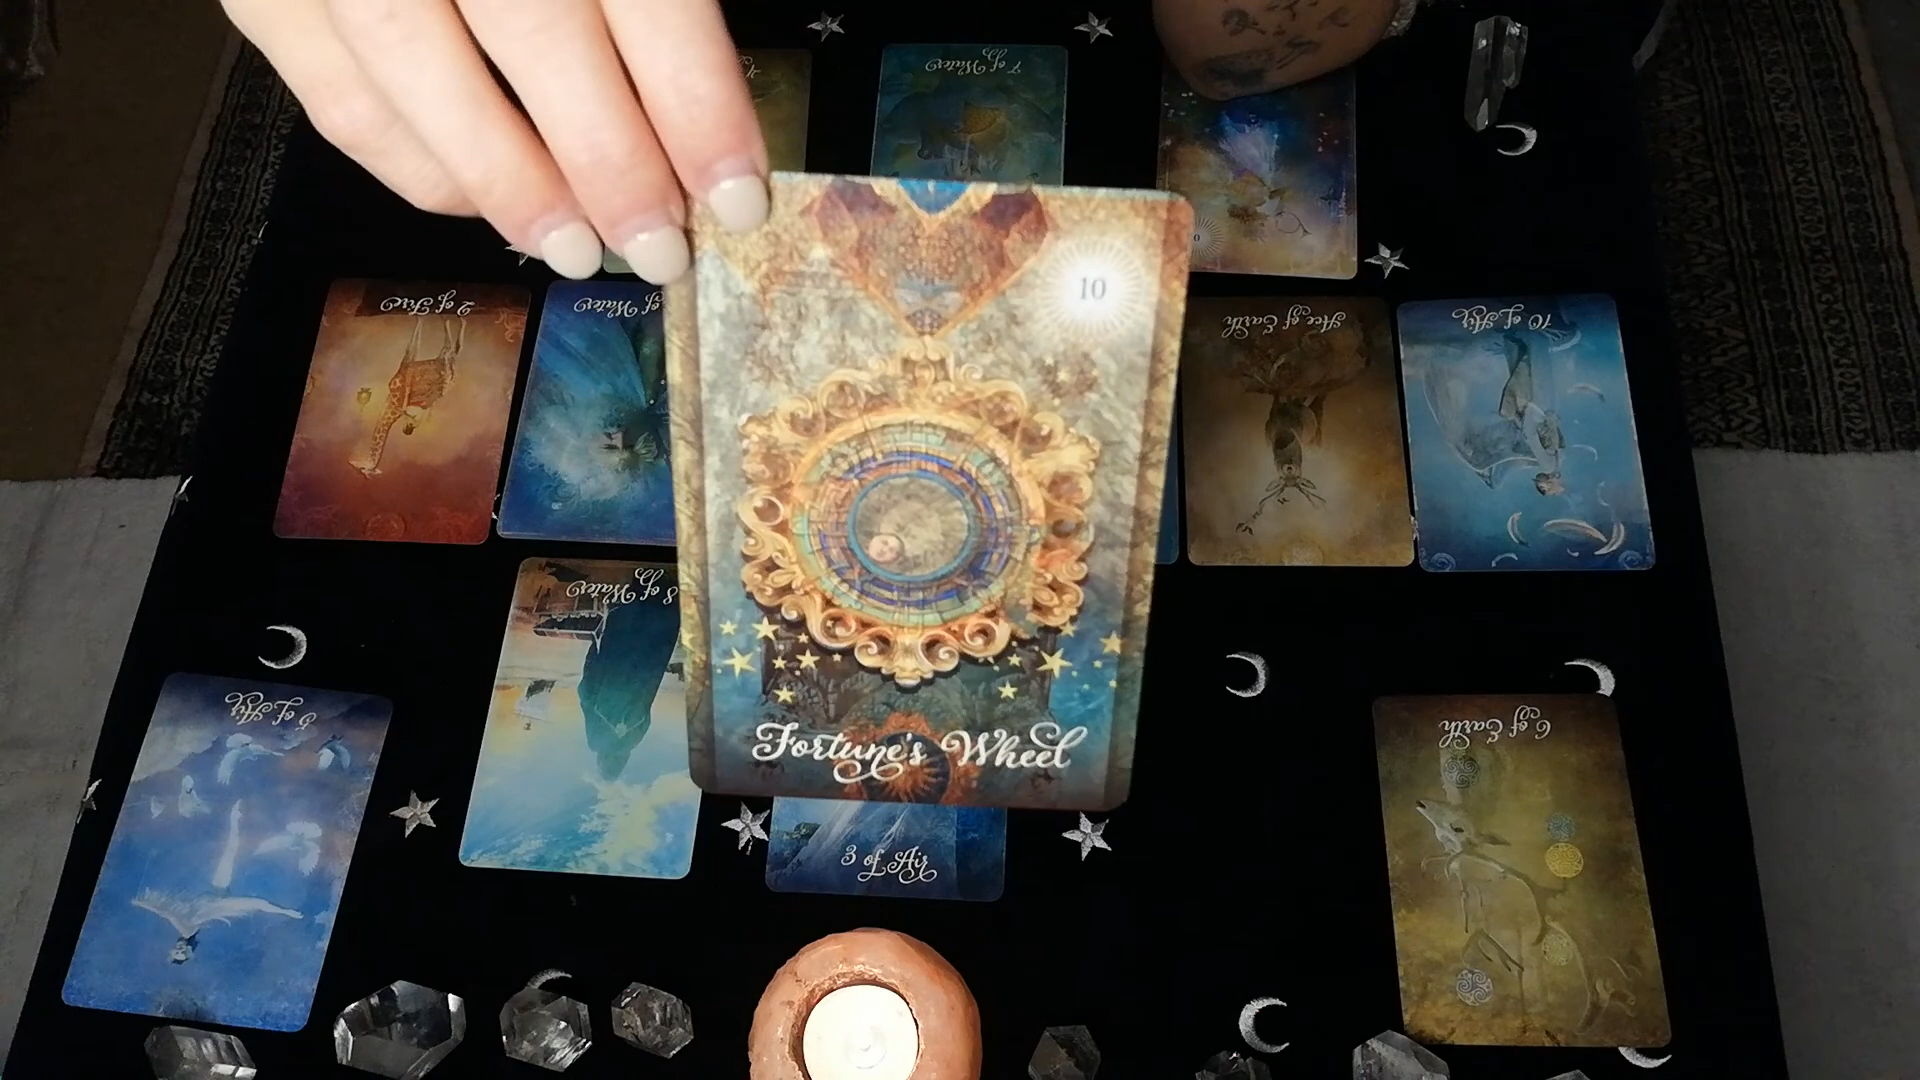 7 of Water
0
10
2 of Fire
of Water
Ace of Earth
10 of Air
8 of Water
5 of Air
6 of Earth
Fortune's Wheel
3 of Air